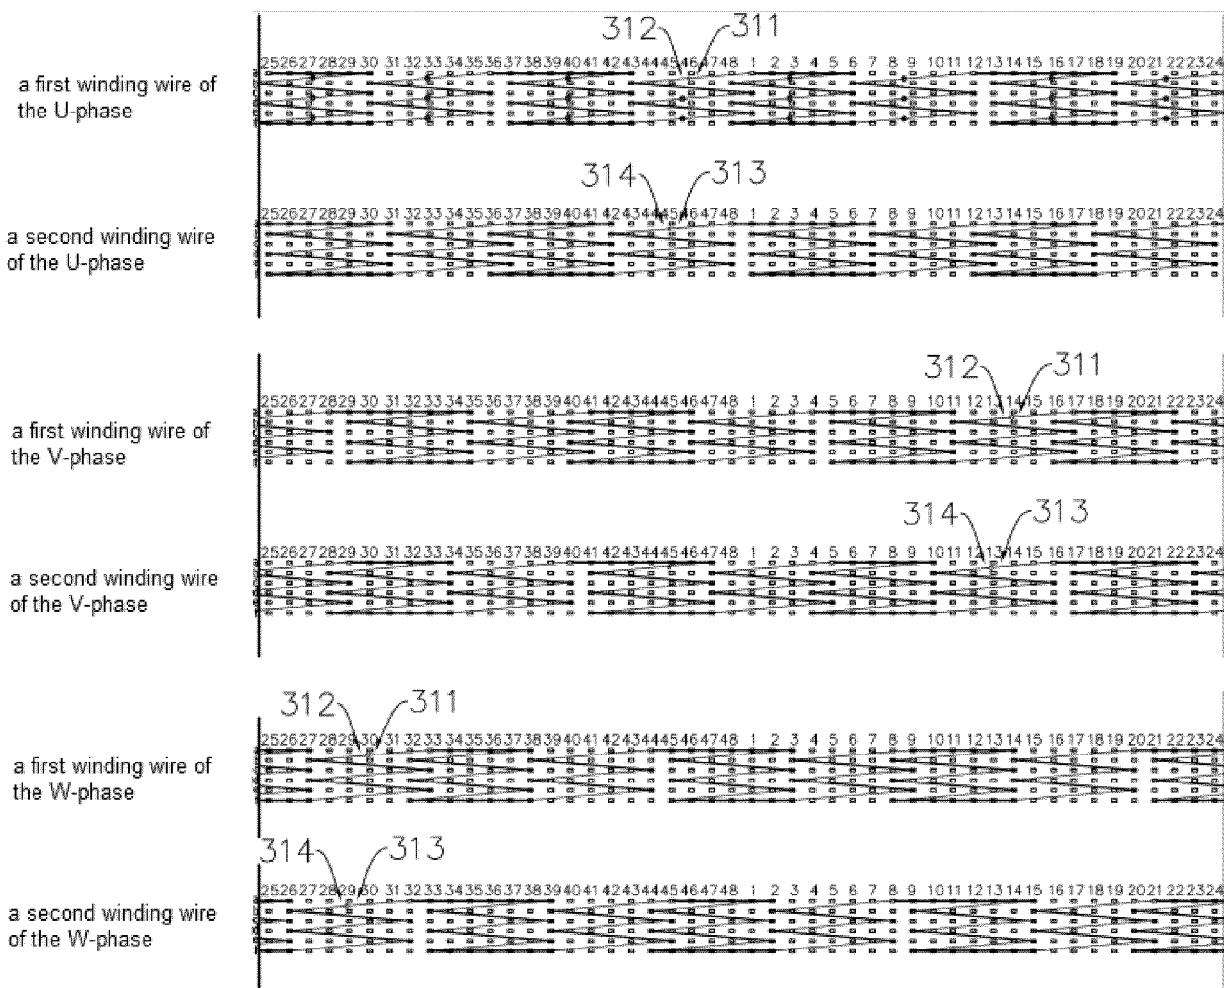 312 311
25 26 27 28 29 30 31 32 33 34 35 36 37 38 39 40 41 42 43 44 45 46 47 48 1 2 3 4 5 6 7 8 9 10 11 12 13 14 15 16 17 18 19 20 21 22 23 24
a first winding wire of
the U-phase
314 313
25 26 27 28 29 30 31 32 33 34 35 36 37 38 39 40 41 42 43 44 45 46 47 48 1 2 3 4 5 6 7 8 9 10 11 12 13 14 15 16 17 18 19 20 21 22 23 24
a second winding wire
of the U-phase
312 311
25 26 27 28 29 30 31 32 33 34 35 36 37 38 39 40 41 42 43 44 45 46 47 48 1 2 3 4 5 6 7 8 9 10 11 12 13 14 15 16 17 18 19 20 21 22 23 24
a first winding wire of
the V-phase
314 313
25 26 27 28 29 30 31 32 33 34 35 36 37 38 39 40 41 42 43 44 45 46 47 48 1 2 3 4 5 6 7 8 9 10 11 12 13 14 15 16 17 18 19 20 21 22 23 24
a second winding wire
of the V-phase
312 311
25 26 27 28 29 30 31 32 33 34 35 36 37 38 39 40 41 42 43 44 45 46 47 48 1 2 3 4 5 6 7 8 9 10 11 12 13 14 15 16 17 18 19 20 21 22 23 24
a first winding wire of
the W-phase
314 313
25 26 27 28 29 30 31 32 33 34 35 36 37 38 39 40 41 42 43 44 45 46 47 48 1 2 3 4 5 6 7 8 9 10 11 12 13 14 15 16 17 18 19 20 21 22 23 24
a second winding wire
of the W-phase